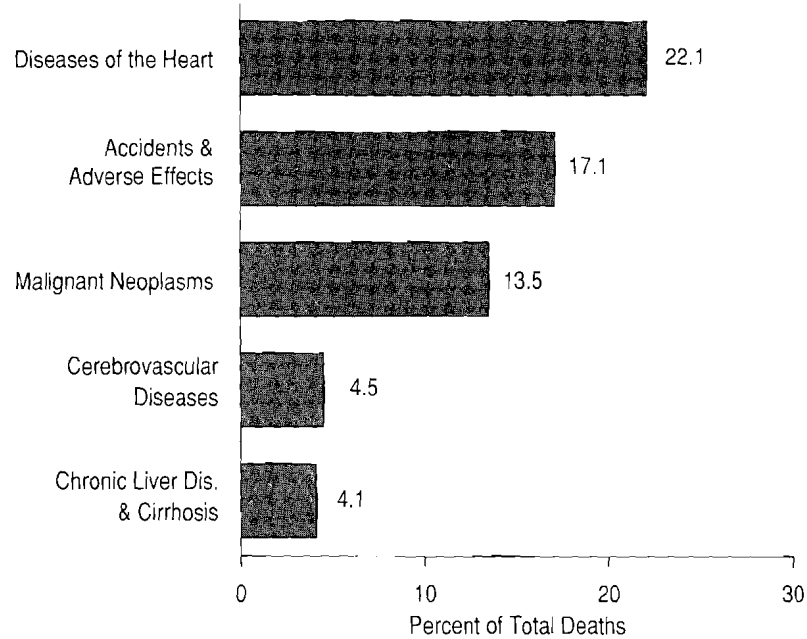 Diseases of the Heart
22.1
Accidents &
Adverse Effects
17.1
Malignant Neoplasms
13.5
Cerebrovascular
Diseases
4.5
Chronic Liver Dis.
& Cirrhosis
4.1
0 10 20 30
Percent of Total Deaths